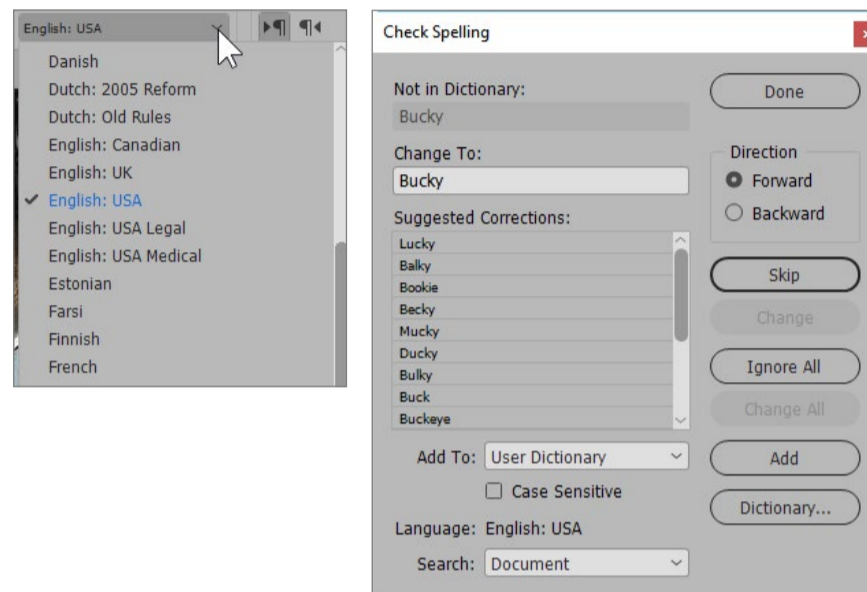 English: USA
Danish
Dutch: 2005 Reform
Dutch: Old Rules
English: Canadian
English: UK
English: USA
English: USA Legal
English: USA Medical
Estonian
Farsi
Finnish
French
Check Spelling
Not in Dictionary:
Bucky
Change To:
Bucky
Suggested Corrections:
Lucky
Balky
Bookie
Becky
Mucky
Ducky
Bulky
Buck
Buckeye
Add To: User Dictionary
Case Sensitive
Language: English: USA
Search: Document
Done
Direction
Forward
Backward
Skip
Change
Ignore All
Change All
Add
Dictionary...